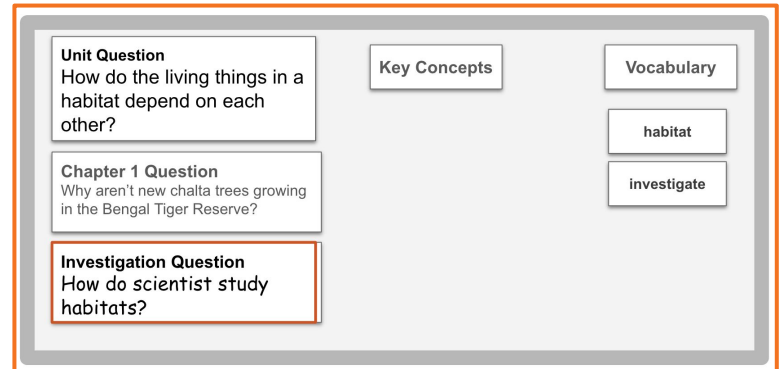 Unit Question
How do the living things in a
habitat depend on each
other?
Chapter 1 Question
Why aren’t new chalta trees growing
in the Bengal Tiger Reserve?
Investigation Question
How do scientist study
habitats?
Key Concepts
Vocabulary
habitat
investigate